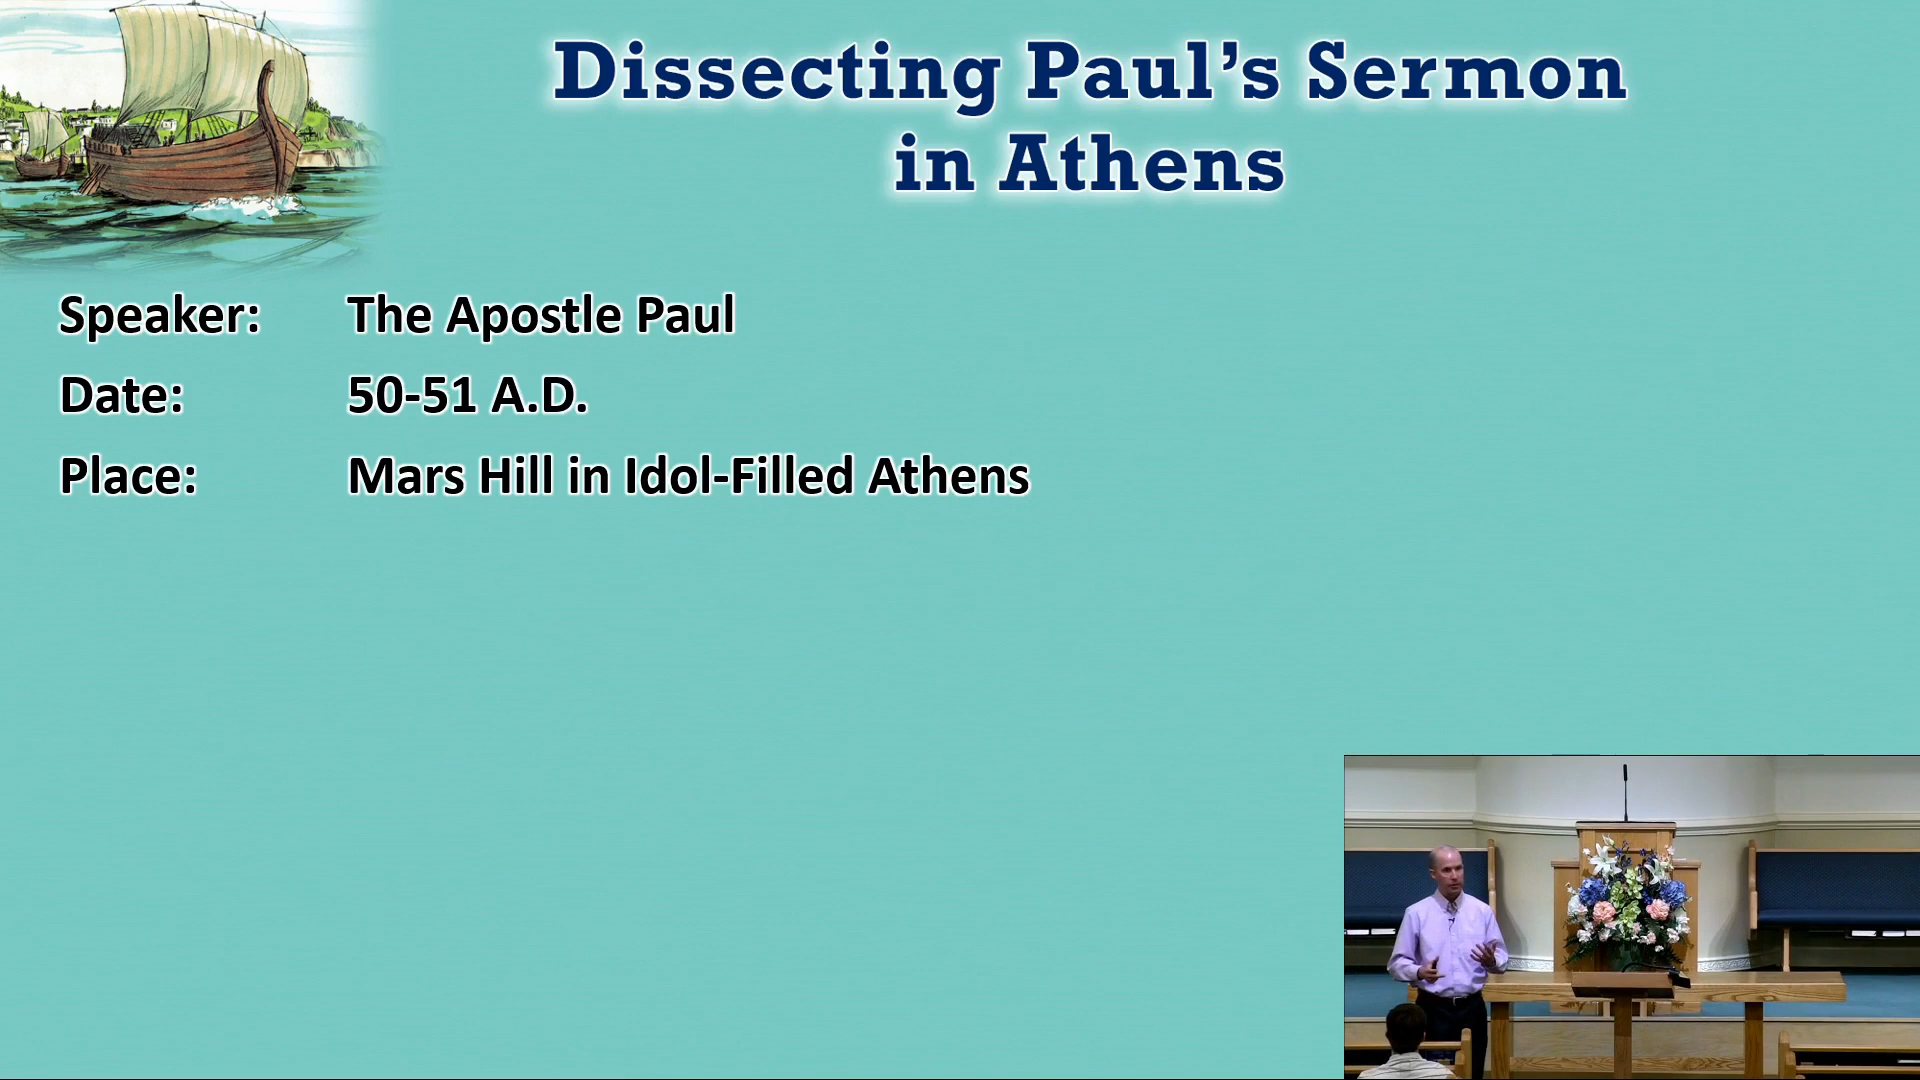 Dissecting Paul’s Sermon
in Athens
Speaker: The Apostle Paul
Date: 50-51 A.D.
Place: Mars Hill in Idol-Filled Athens